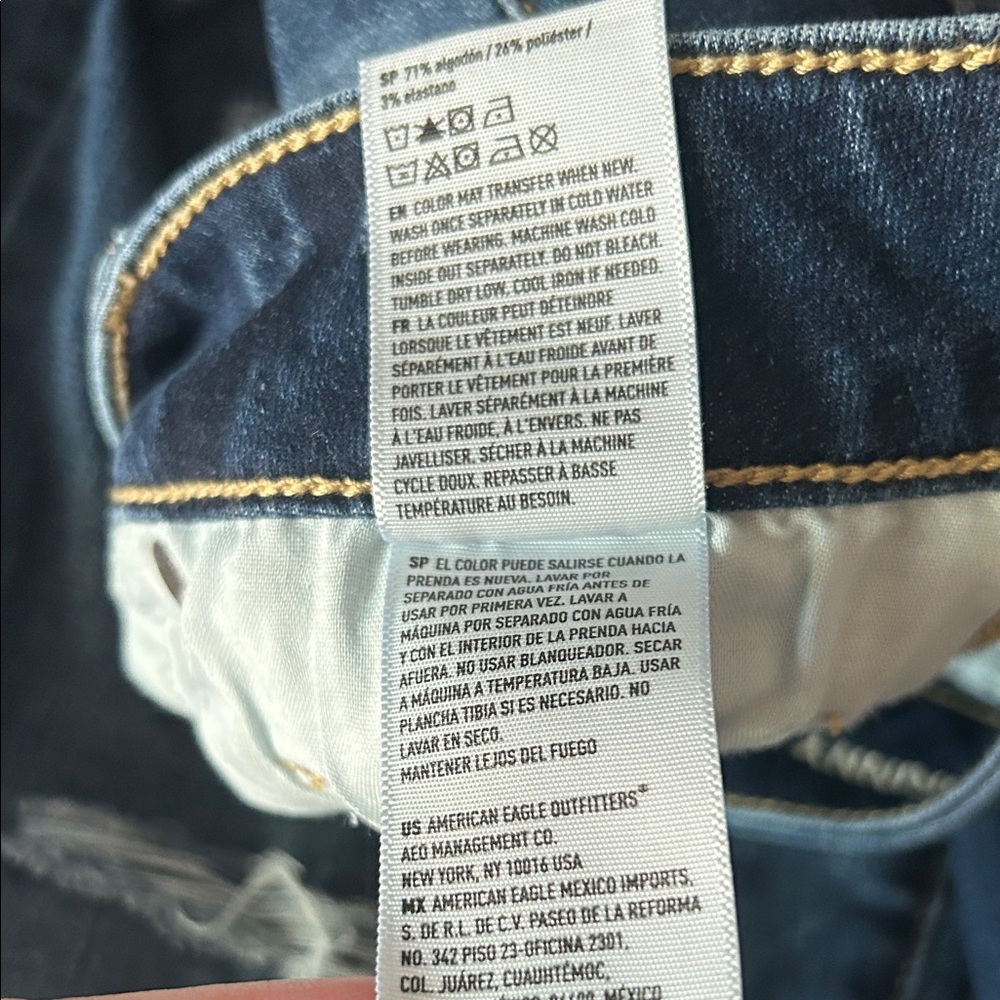 SP 71% algodón / 26% poliéster /
3% elastano
EN COLOR MAY TRANSFER WHEN NEW.
WASH ONCE SEPARATELY IN COLD WATER
BEFORE WEARING. MACHINE WASH COLD
INSIDE OUT SEPARATELY. DO NOT BLEACH.
TUMBLE DRY LOW. COOL IRON IF NEEDED.
FR LA COULEUR PEUT DÉTEINDRE
LORSQUE LE VÊTEMENT EST NEUF. LAVER
SÉPARÉMENT À L'EAU FROIDE AVANT DE
PORTER LE VÊTEMENT POUR LA PREMIÈRE
FOIS. LAVER SÉPARÉMENT À LA MACHINE
À L'EAU FROIDE, À L'ENVERS. NE PAS
JAVELLISER. SÉCHER À LA MACHINE
CYCLE DOUX. REPASSER À BASSE
TEMPÉRATURE AU BESOIN.
SP EL COLOR PUEDE SALIRSE CUANDO LA
PRENDA ES NUEVA. LAVAR POR
SEPARADO CON AGUA FRÍA ANTES DE
USAR POR PRIMERA VEZ. LAVAR A
MÁQUINA POR SEPARADO CON AGUA FRÍA
Y CON EL INTERIOR DE LA PRENDA HACIA
AFUERA. NO USAR BLANQUEADOR. SECAR
A MÁQUINA A TEMPERATURA BAJA. USAR
PLANCHA TIBIA SI ES NECESARIO. NO
LAVAR EN SECO.
MANTENER LEJOS DEL FUEGO
US AMERICAN EAGLE OUTFITTERS®
AEO MANAGEMENT CO.
NEW YORK, NY 10016 USA
MX AMERICAN EAGLE MEXICO IMPORTS,
S. DE R.L. DE C.V. PASEO DE LA REFORMA
NO. 342 PISO 23-OFICINA 2301,
COL. JUÁREZ, CUAUHTÉMOC,
MÉXICO